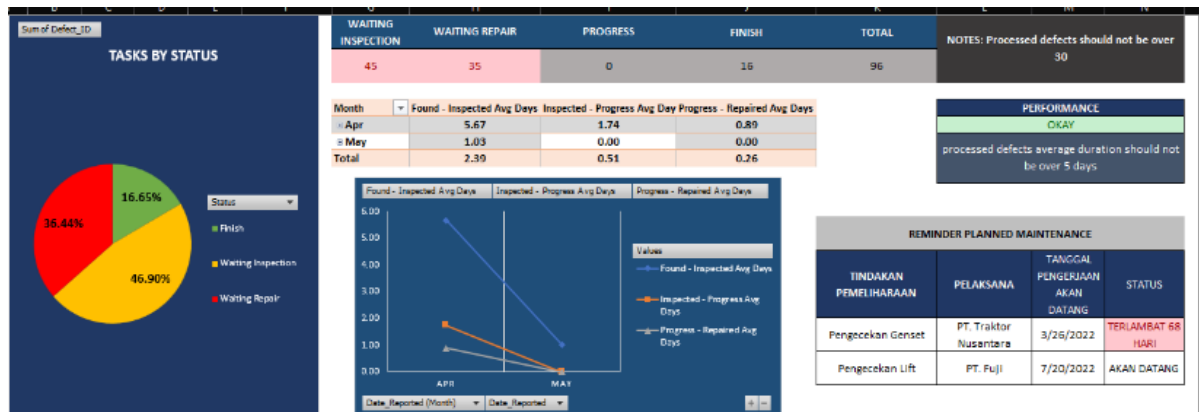 Sum of Defect_ID
TASKS BY STATUS
16.65%
36.44%
46.90%
Status
Finish
Waiting Inspection
Waiting Repair
WAITING INSPECTION
WAITING REPAIR
PROGRESS
FINISH
TOTAL
45
35
0
16
96
NOTES: Processed defects should not be over
30
Month Found - Inspected Avg Days Inspected - Progress Avg Day Progress - Repaired Avg Days
Apr 5.67 1.74 0.89
May 1.03 0.00 0.00
Total 2.39 0.51 0.26
PERFORMANCE
OKAY
processed defects average duration should not
be over 5 days
Found - Inspected Avg Days Inspected - Progress Avg Days Progress - Repaired Avg Days
6.00
5.00
4.00
3.00
2.00
1.00
0.00
APR MAY
Values
Found - Inspected Avg Days
Inspected - Progress Avg
Days
Progress - Repaired Avg
Days
Date_Reported (Month) Date_Reported
REMINDER PLANNED MAINTENANCE
TINDAKAN
PEMELIHARAAN
PELAKSANA
TANGGAL
PENGERJAAN
AKAN
DATANG
STATUS
Pengecekan Genset
PT. Traktor
Nusantara
3/26/2022
TERLAMBAT 68
HARI
Pengecekan Lift PT. Fuji 7/20/2022 AKAN DATANG